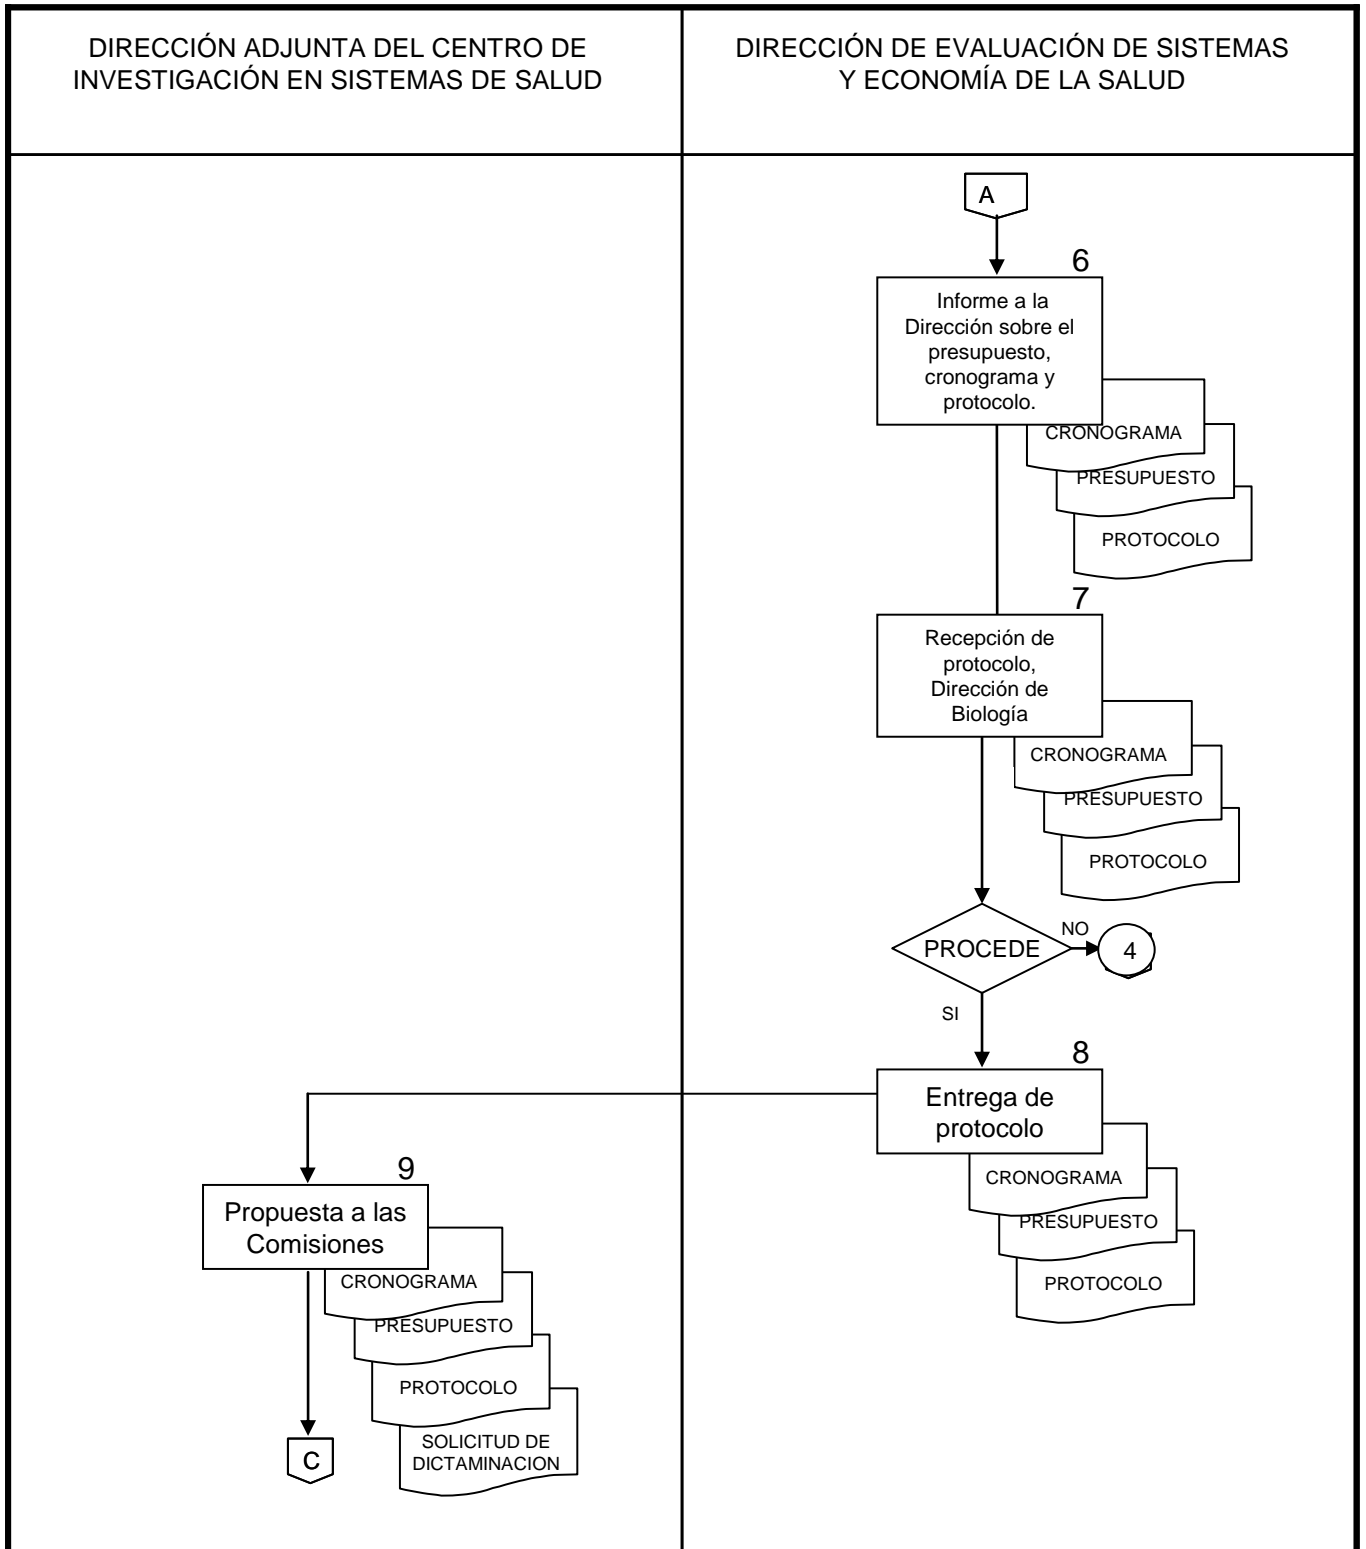 DIRECCIÓN ADJUNTA DEL CENTRO DE
INVESTIGACIÓN EN SISTEMAS DE SALUD
DIRECCIÓN DE EVALUACIÓN DE SISTEMAS
Y ECONOMÍA DE LA SALUD
A
6
Informe a la
Dirección sobre el
presupuesto,
cronograma y
protocolo.
CRONOGRAMA
PRESUPUESTO
PROTOCOLO
7
Recepción de
protocolo,
Dirección de
Biología
CRONOGRAMA
PRESUPUESTO
PROTOCOLO
PROCEDE
NO
4
SI
8
Entrega de
protocolo
CRONOGRAMA
PRESUPUESTO
PROTOCOLO
9
Propuesta a las
Comisiones
CRONOGRAMA
PRESUPUESTO
PROTOCOLO
SOLICITUD DE
DICTAMINACION
C